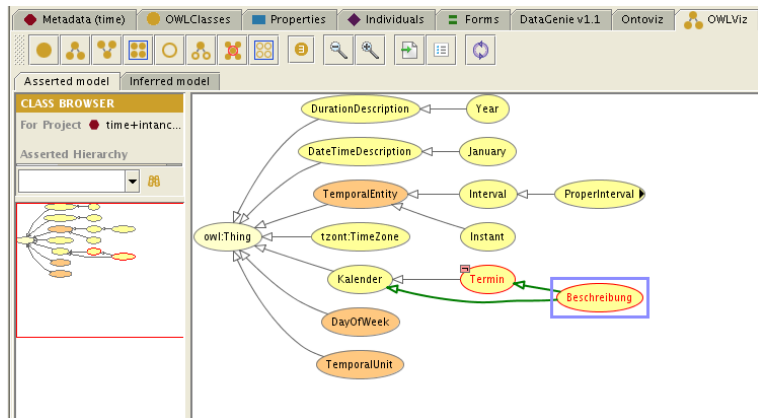 Metadata (time) OWLClasses Properties Individuals Forms DataGenie v1.1 Ontoviz OWLViz
Asserted model Inferred model
CLASS BROWSER
For Project time+intanc...
Asserted Hierarchy
DurationDescription Year
DateTimeDescription January
TemporalEntity Interval ProperInterval
owl:Thing tzont:TimeZone Instant
Kalender Termin
Beschreibung
DayOfWeek
TemporalUnit